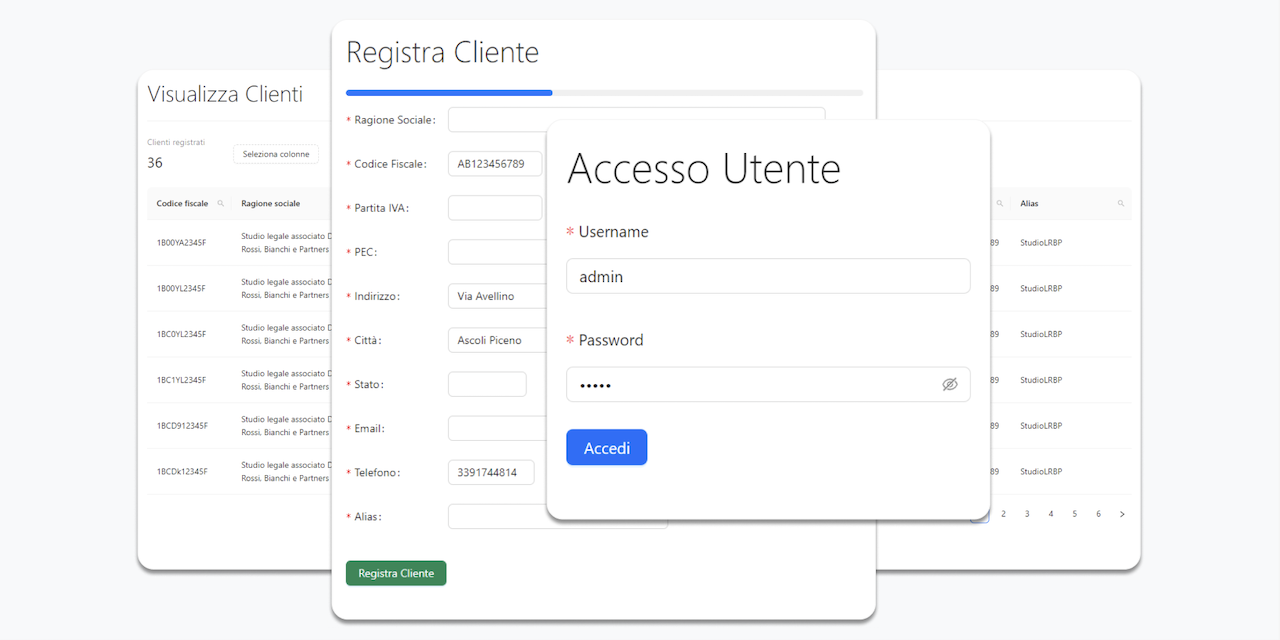 Registra Cliente
* Ragione Sociale:
* Codice Fiscale: AB123456789
* Partita IVA:
* PEC:
* Indirizzo: Via Avellino
* Città: Ascoli Piceno
* Stato:
* Email:
* Telefono: 3391744814
* Alias:
Registra Cliente
Accesso Utente
* Username
admin
* Password
•••••
Accedi
Visualizza Clienti
Clienti registrati
36
Seleziona colonne
Codice fiscale Ragione sociale Alias
1B00YA2345F Studio legale associato D 89 StudioLRBP
Rossi, Bianchi e Partners
1B00YL2345F Studio legale associato D 89 StudioLRBP
Rossi, Bianchi e Partners
1BC0YL2345F Studio legale associato D 89 StudioLRBP
Rossi, Bianchi e Partners
1BC1YL2345F Studio legale associato D 89 StudioLRBP
Rossi, Bianchi e Partners
1BCD912345F Studio legale associato D 89 StudioLRBP
Rossi, Bianchi e Partners
1BCDk12345F Studio legale associato D 89 StudioLRBP
Rossi, Bianchi e Partners
2 3 4 5 6 >